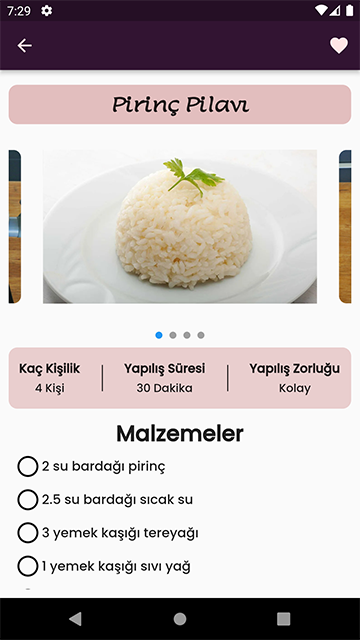 7:29
Pirinç Pilavı
Kaç Kişilik
Yapılış Süresi
Yapılış Zorluğu
4 Kişi
30 Dakika
Kolay
Malzemeler
2 su bardağı pirinç
2.5 su bardağı sıcak su
3 yemek kaşığı tereyağı
1 yemek kaşığı sıvı yağ